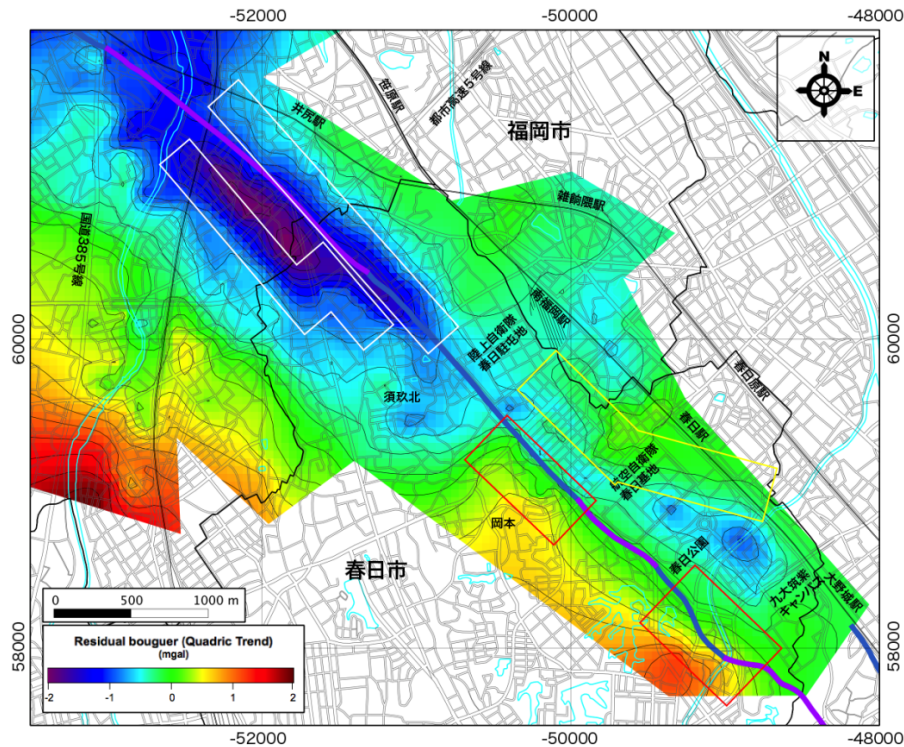 -52000
-50000
-48000
N
E
笹原駅
都市高速5号線
井尻駅
福岡市
雑餉隈駅
国道385号線
南福岡駅
60000
60000
陸上自衛隊
春日駐屯地
春日原駅
須玖北
春日駅
航空自衛隊
春日基地
岡本
春日公園
春日市
九大筑紫
キャンパス
大野城駅
0 500 1000 m
58000
58000
Residual bouguer (Quadric Trend)
(mgal)
-2 -1 0 1 2
-52000
-50000
-48000